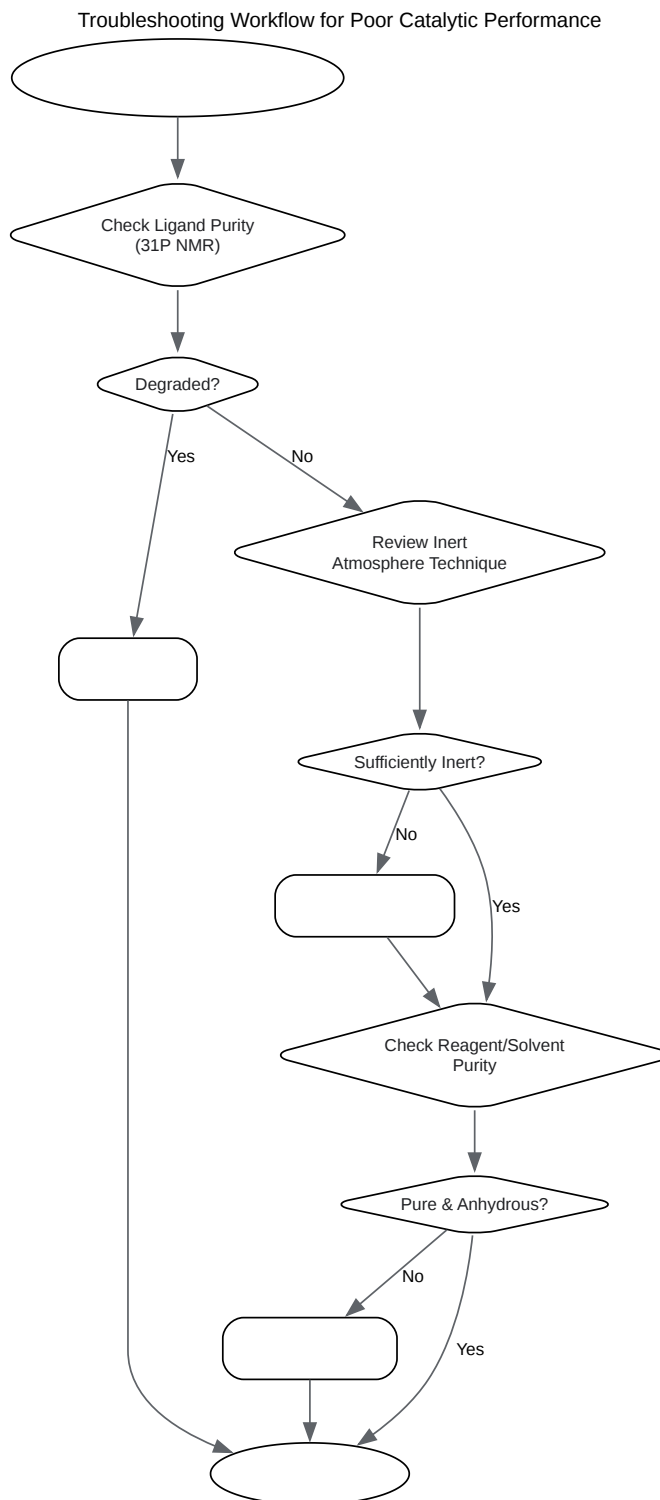 Troubleshooting Workflow for Poor Catalytic Performance
Check Ligand Purity
(31P NMR)
Degraded?
Yes
No
Review Inert
Atmosphere Technique
Sufficiently Inert?
No
Yes
Check Reagent/Solvent
Purity
Pure & Anhydrous?
No
Yes